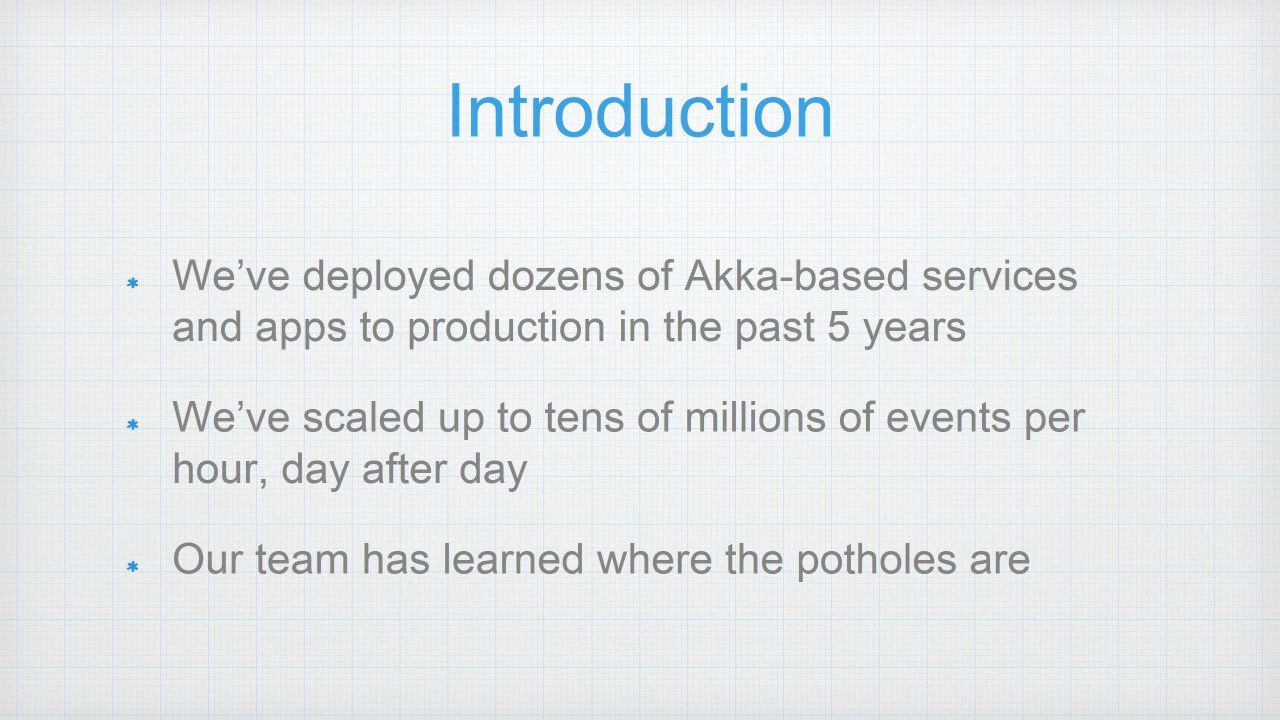 Introduction
* We’ve deployed dozens of Akka-based services
and apps to production in the past 5 years
* We’ve scaled up to tens of millions of events per
hour, day after day
* Our team has learned where the potholes are